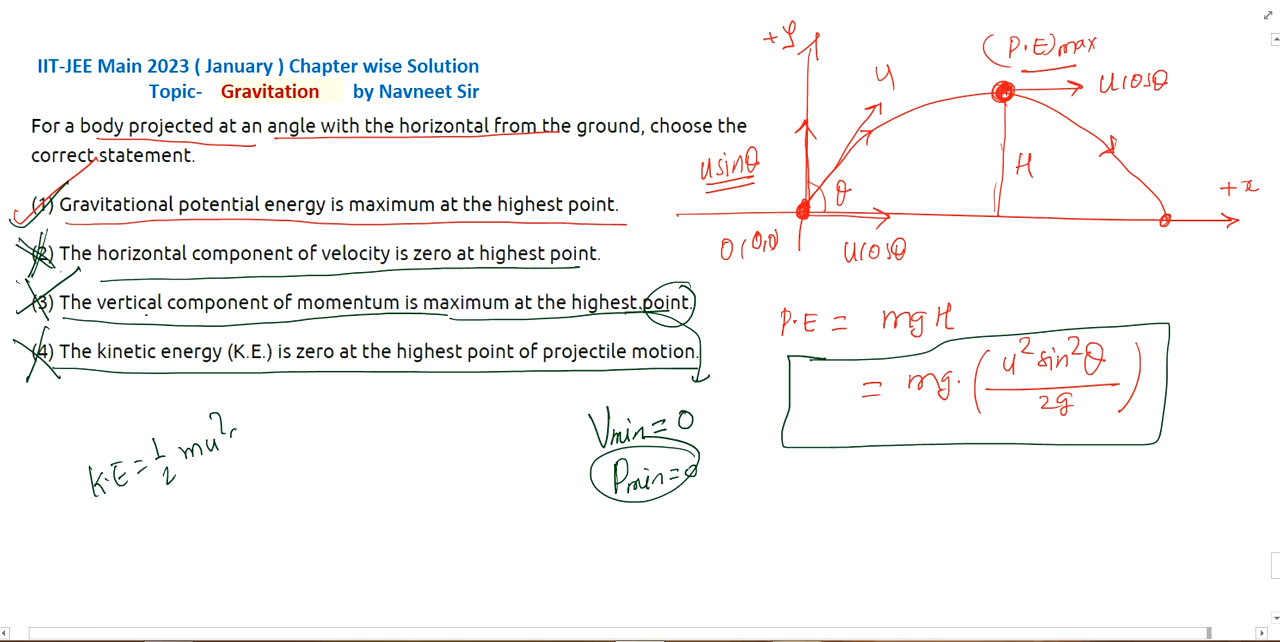 IIT-JEE Main 2023 ( January ) Chapter wise Solution
Topic- Gravitation by Navneet Sir
For a body projected at an angle with the horizontal from the ground, choose the
correct statement.
(1) Gravitational potential energy is maximum at the highest point.
(2) The horizontal component of velocity is zero at highest point.
(3) The vertical component of momentum is maximum at the highest point.
(4) The kinetic energy (K.E.) is zero at the highest point of projectile motion.
K.E = 1/2 mu².
Vmin = 0
Pmin = 0
+y
u
(P.E)max
ucosθ
usinθ
θ
H
+x
O(0,0)
ucosθ
P.E = mgH
= mg. (u² sin²θ / 2g)